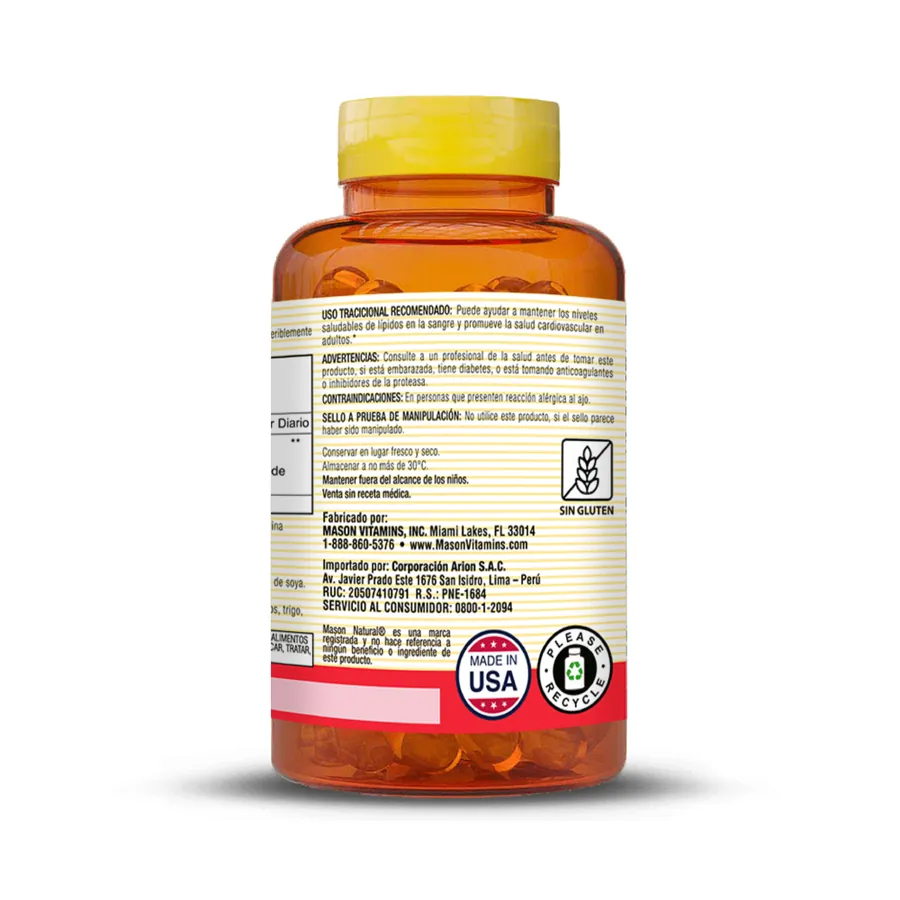 eriblemente
r Diario
**
de
ina
de soya.
os, trigo,
ALIMENTOS
CAR, TRATAR,
USO TRACICIONAL RECOMENDADO: Puede ayudar a mantener los niveles
saludables de lípidos en la sangre y promueve la salud cardiovascular en
adultos.*
ADVERTENCIAS: Consulte a un profesional de la salud antes de tomar este
producto, si está embarazada, tiene diabetes, o está tomando anticoagulantes
o inhibidores de la proteasa.
CONTRAINDICACIONES: En personas que presenten reacción alérgica al ajo.
SELLO A PRUEBA DE MANIPULACIÓN: No utilice este producto, si el sello parece
haber sido manipulado.
Conservar en lugar fresco y seco.
Almacenar a no más de 30°C.
Mantener fuera del alcance de los niños.
Venta sin receta médica.
SIN GLUTEN
Fabricado por:
MASON VITAMINS, INC. Miami Lakes, FL 33014
1-888-860-5376 • www.MasonVitamins.com
Importado por: Corporación Arion S.A.C.
Av. Javier Prado Este 1676 San Isidro, Lima – Perú
RUC: 20507410791 R.S.: PNE-1684
SERVICIO AL CONSUMIDOR: 0800-1-2094
Mason Natural® es una marca
registrada y no hace referencia a
ningún beneficio o ingrediente de
este producto.
MADE IN
USA
PLEASE
RECYCLE